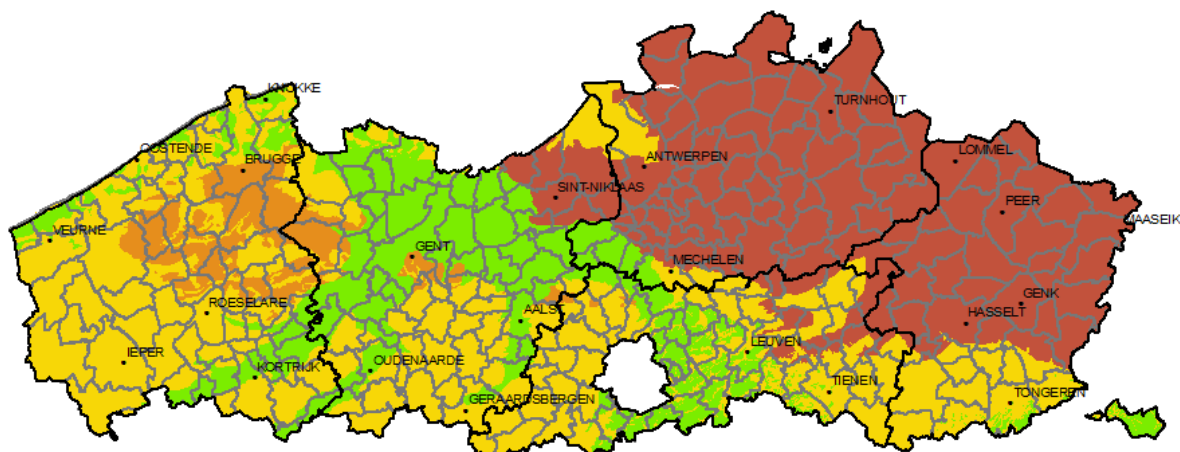 KNOKKE
TURNHOUT
OOSTENDE
BRUGGE
ANTWERPEN
LOMMEL
SINT-NIKLAAS
PEER
MAASEIK
VEURNE
GENT
MECHELEN
ROESELARE
AALS
GENK
HASSELT
IEPER
OUDENAARDE
LEUVEN
KORTRIJK
TIENEN
TONGEREN
GERAARDSBERGEN